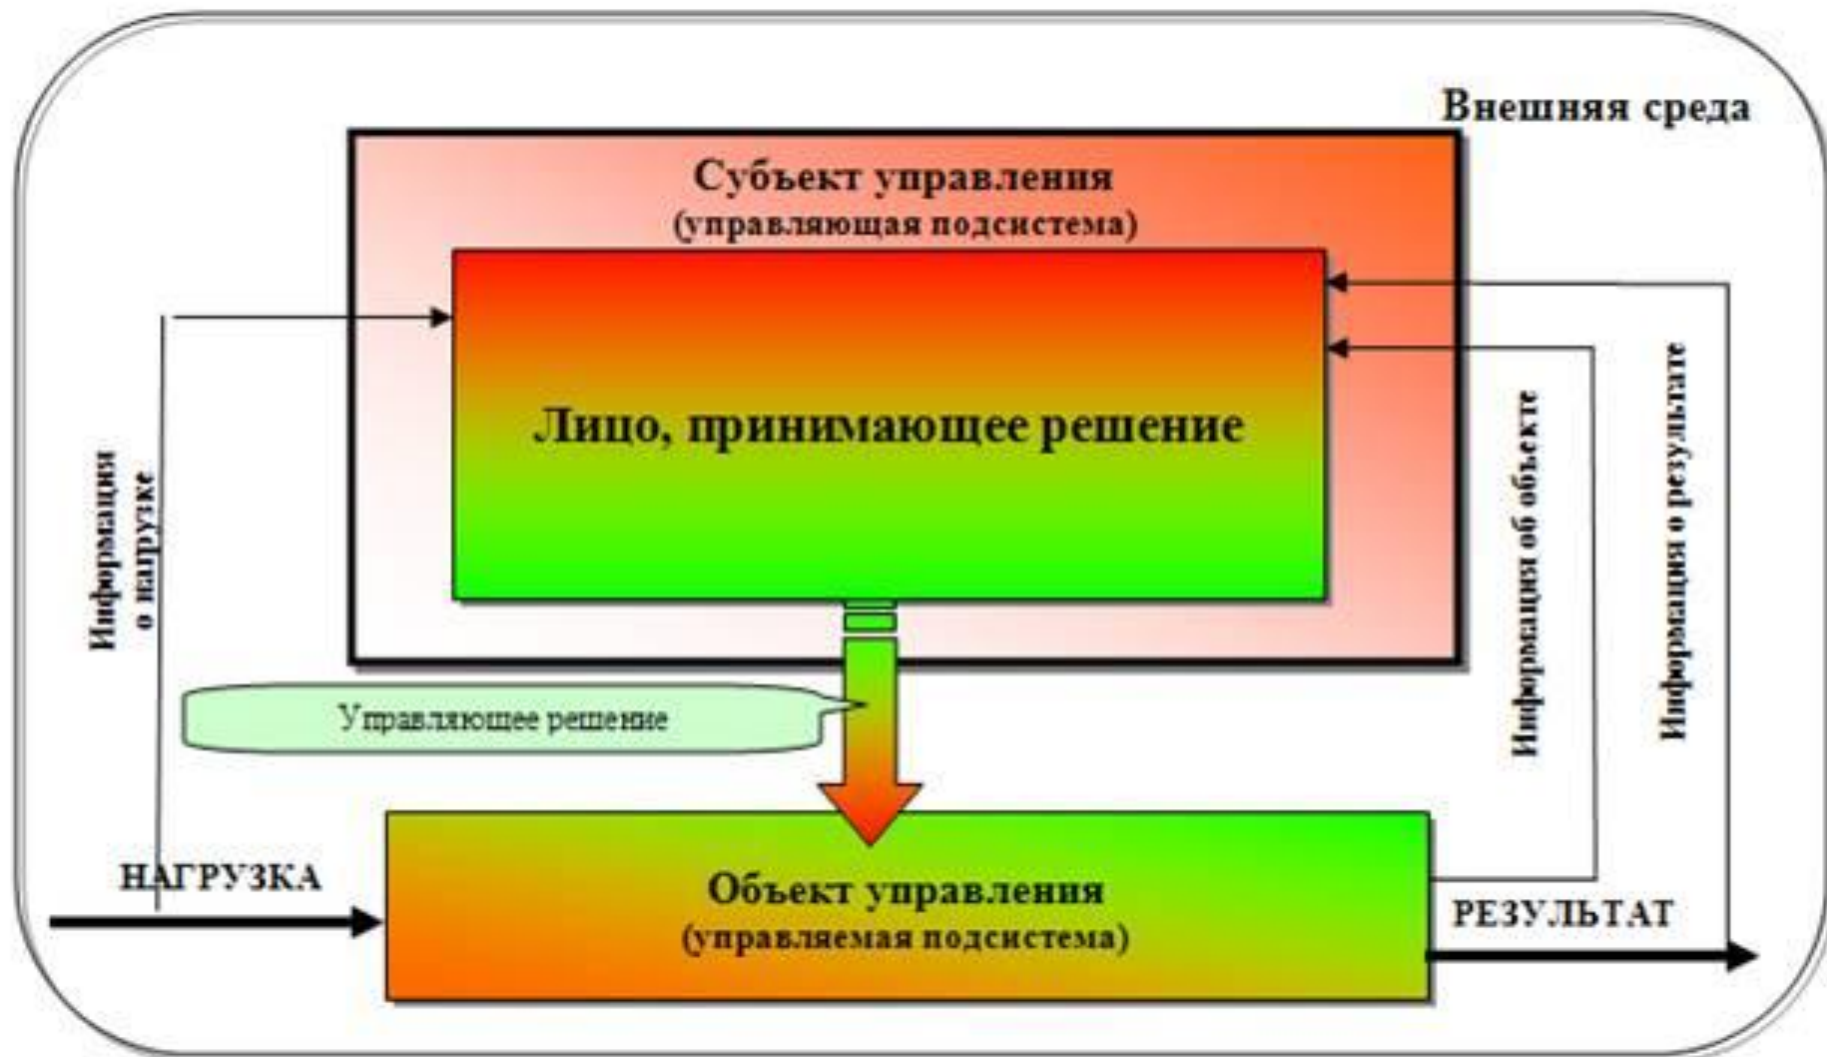 Внешняя среда
Субъект управления
(управляющая подсистема)
Лицо, принимающее решение
Информация
о нагрузке
Информация об объекте
Информация о результате
Управляющее решение
НАГРУЗКА
Объект управления
(управляемая подсистема)
РЕЗУЛЬТАТ